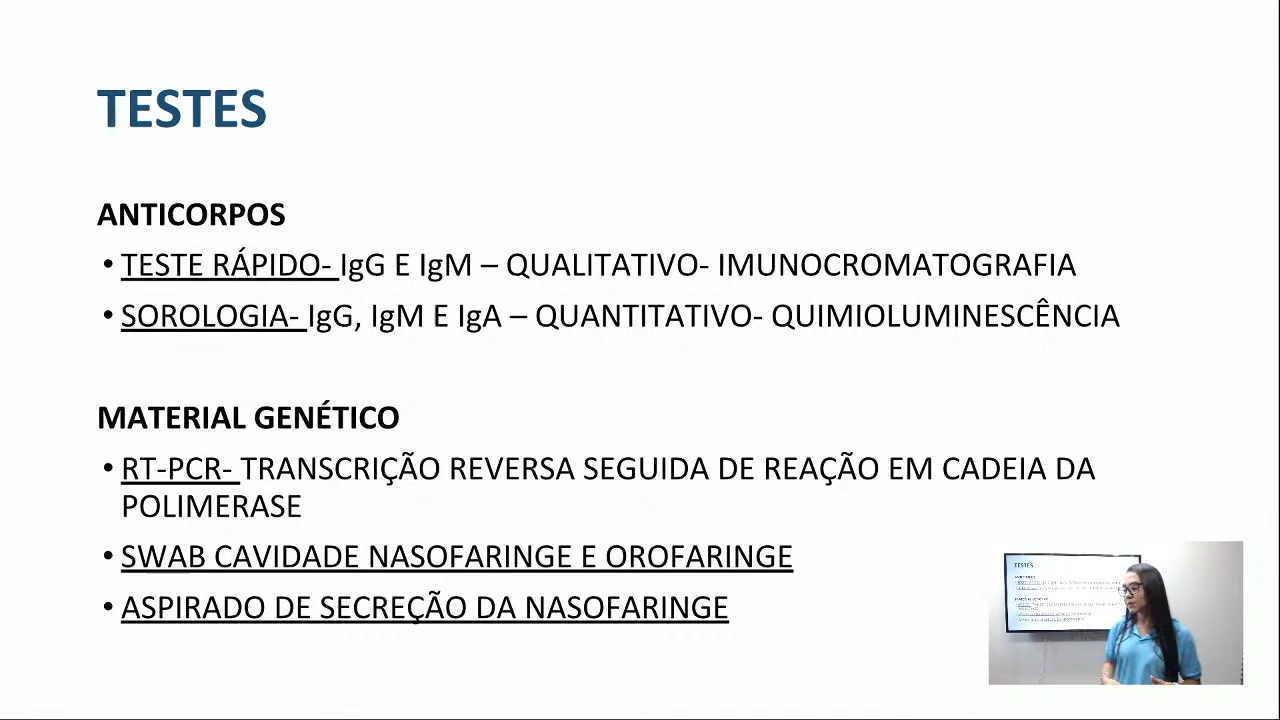 TESTES
ANTICORPOS
• TESTE RÁPIDO- IgG E IgM – QUALITATIVO- IMUNOCROMATOGRAFIA
• SOROLOGIA- IgG, IgM E IgA – QUANTITATIVO- QUIMIOLUMINESCÊNCIA
MATERIAL GENÉTICO
• RT-PCR- TRANSCRIÇÃO REVERSA SEGUIDA DE REAÇÃO EM CADEIA DA
POLIMERASE
• SWAB CAVIDADE NASOFARINGE E OROFARINGE
• ASPIRADO DE SECREÇÃO DA NASOFARINGE
TESTES